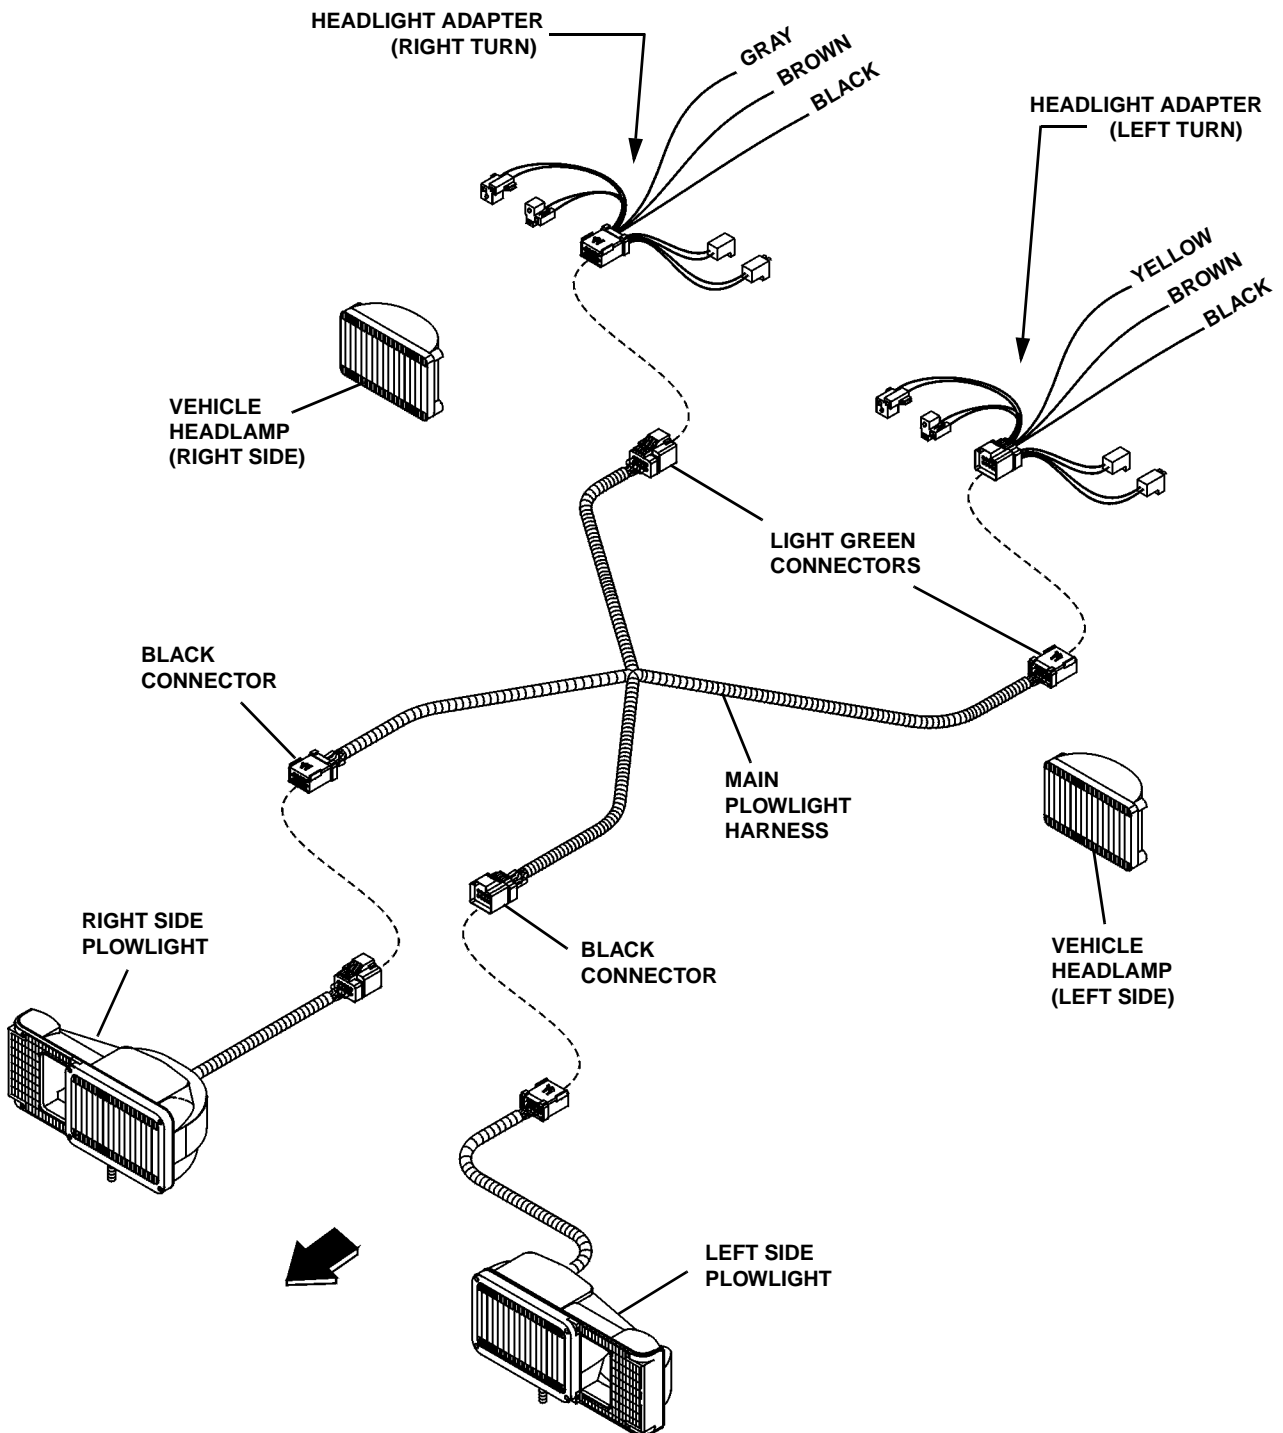 HEADLIGHT ADAPTER
(RIGHT TURN)
GRAY
BROWN
BLACK
HEADLIGHT ADAPTER
(LEFT TURN)
YELLOW
BROWN
BLACK
VEHICLE
HEADLAMP
(RIGHT SIDE)
LIGHT GREEN
CONNECTORS
BLACK
CONNECTOR
MAIN
PLOWLIGHT
HARNESS
RIGHT SIDE
PLOWLIGHT
BLACK
CONNECTOR
VEHICLE
HEADLAMP
(LEFT SIDE)
LEFT SIDE
PLOWLIGHT